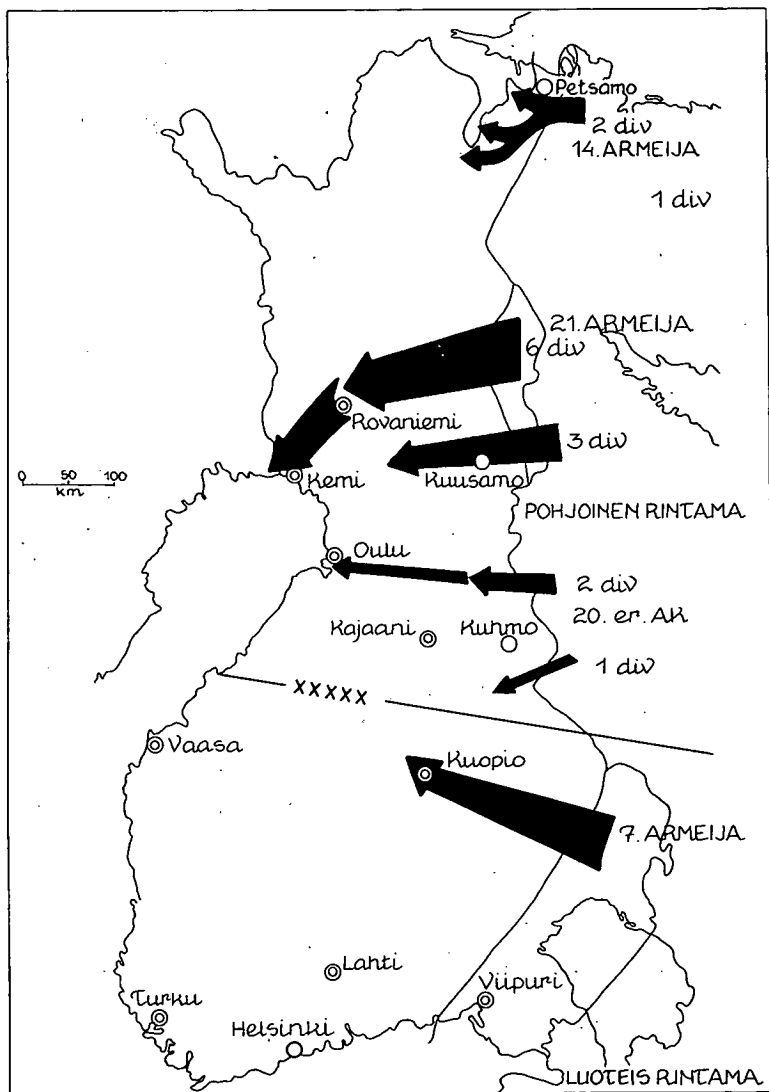 Petsamo
2 div
14. ARMEIJA
1 div
21. ARMEIJA
6 div
Rovaniemi
3 div
Kemi
Kuusamo
0 50 100
km
POHJOINEN RINTAMA
Oulu
2 div
20. er. AK
Kajaani
Kuhmo
1 div
XXXXX
Vaasa
Kuopio
7. ARMEIJA
Lahti
Viipuri
Turku
Helsinki
LUOTEIS RINTAMA